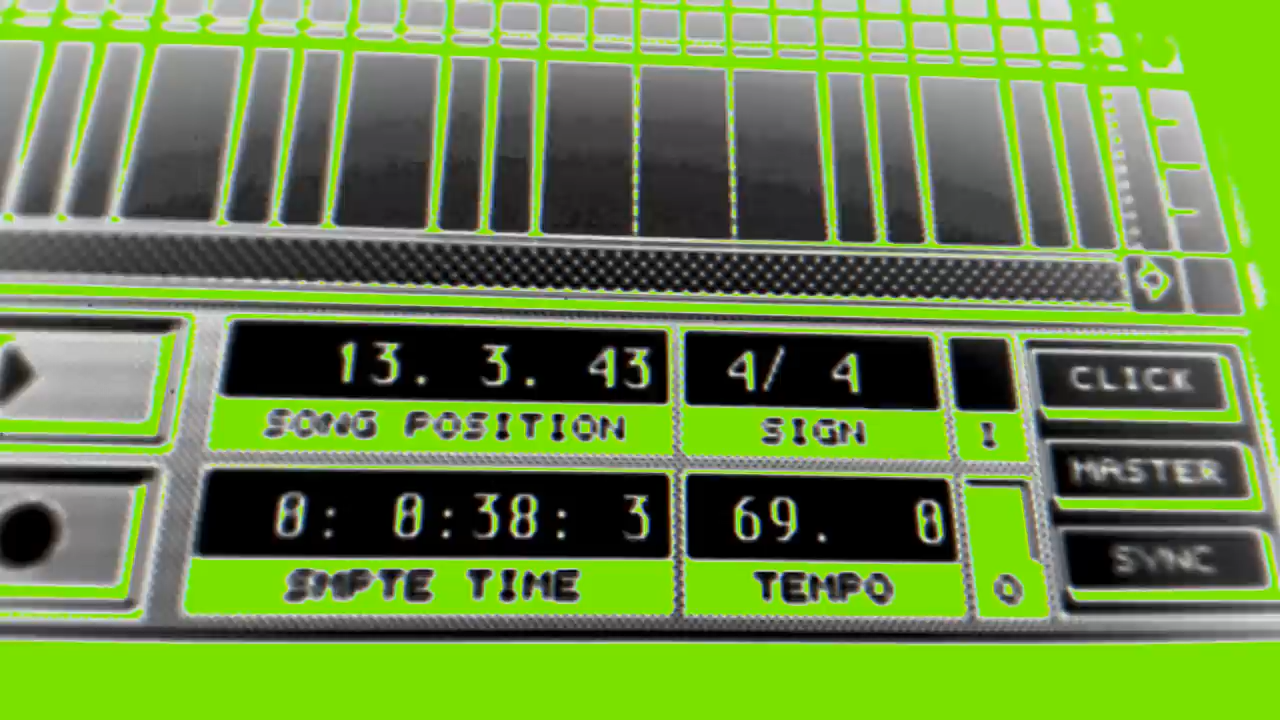 13. 3. 43
SONG POSITION
4/ 4
SIGN
I
CLICK
MASTER
0: 0:38: 3
SMPTE TIME
69. 0
TEMPO
O
SYNC